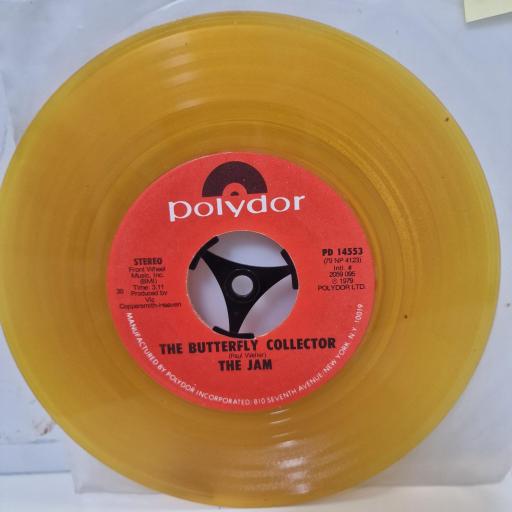 polydor
STEREO
Front Wheel
Music, Inc.
(BMI)
Time: 3.11
Produced by
Vic
Coppersmith-Heaven
38
PD 14553
(79 NP 4123)
Intl. #
2059 095
℗ 1979
POLYDOR LTD.
THE BUTTERFLY COLLECTOR
(Paul Weller)
THE JAM
MANUFACTURED BY POLYDOR INCORPORATED: 810 SEVENTH AVENUE: NEW YORK, N.Y. 10019